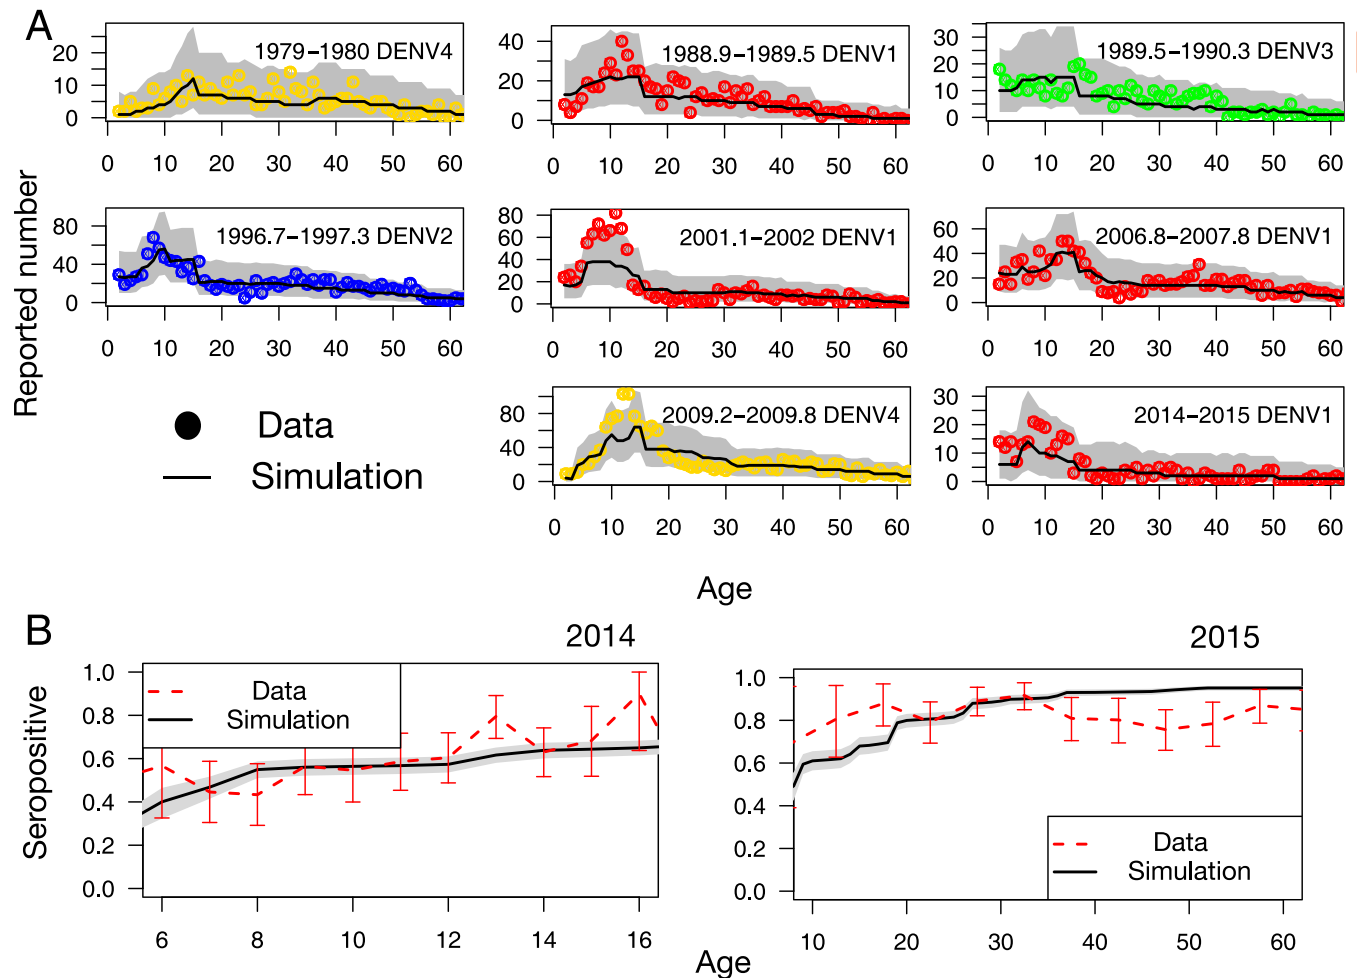 A
Reported number
1979–1980 DENV4
0 10 20
0 10 20 30 40 50 60
1988.9–1989.5 DENV1
0 20 40
0 10 20 30 40 50 60
1989.5–1990.3 DENV3
0 10 20 30
0 10 20 30 40 50 60
1996.7–1997.3 DENV2
0 40 80
0 10 20 30 40 50 60
2001.1–2002 DENV1
0 20 40 60 80
0 10 20 30 40 50 60
2006.8–2007.8 DENV1
0 20 40 60
0 10 20 30 40 50 60
Data
Simulation
2009.2–2009.8 DENV4
0 40 80
0 10 20 30 40 50 60
2014–2015 DENV1
0 10 20 30
0 10 20 30 40 50 60
Age
B
Seropositive
2014
Data
Simulation
0.0 0.2 0.4 0.6 0.8 1.0
6 8 10 12 14 16
2015
Data
Simulation
0.0 0.2 0.4 0.6 0.8 1.0
10 20 30 40 50 60
Age